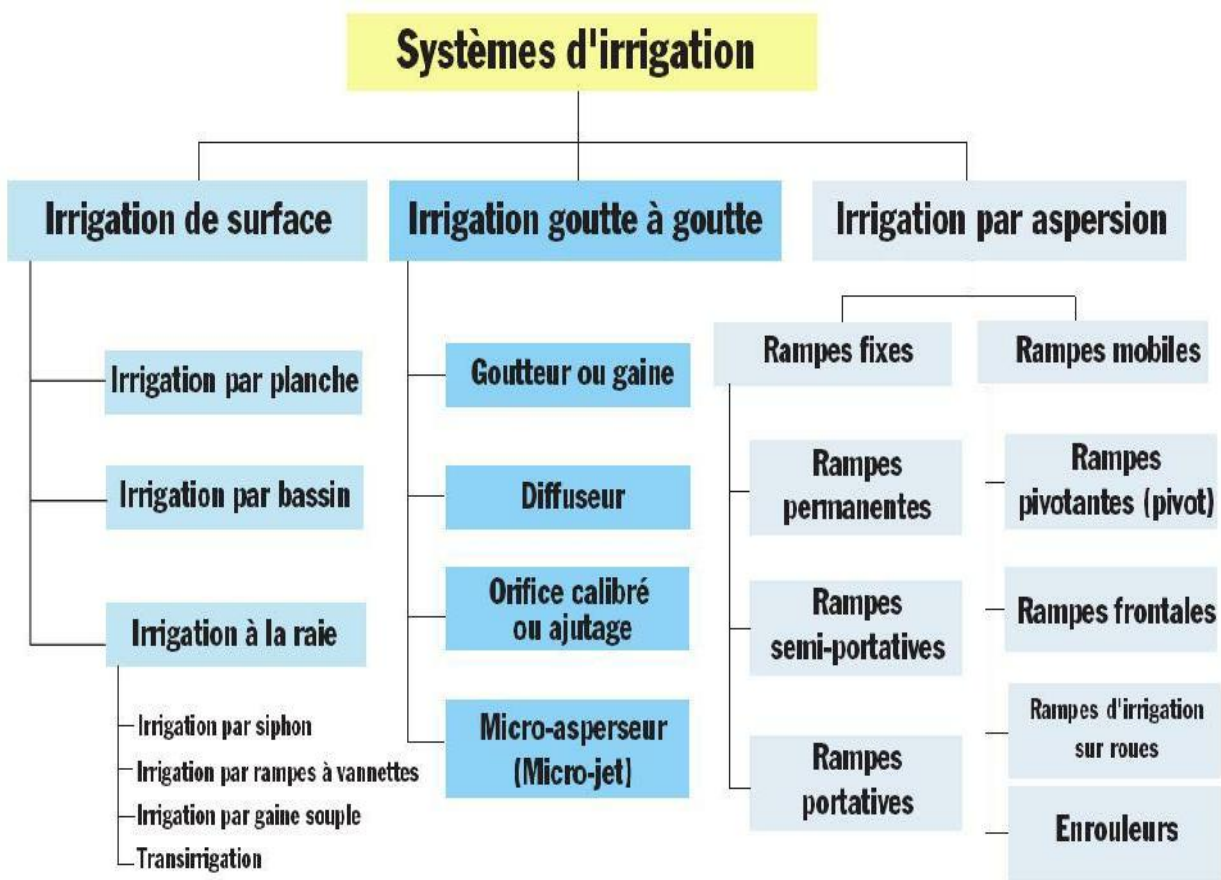 Systèmes d'irrigation
Irrigation de surface
Irrigation par planche
Irrigation par bassin
Irrigation à la raie
Irrigation par siphon
Irrigation par rampes à vannettes
Irrigation par gaine souple
Transirrigation
Irrigation goutte à goutte
Goutteur ou gaine
Diffuseur
Orifice calibré
ou ajutage
Micro-asperseur
(Micro-jet)
Irrigation par aspersion
Rampes fixes
Rampes
permanentes
Rampes
semi-portatives
Rampes
portatives
Rampes mobiles
Rampes
pivotantes (pivot)
Rampes frontales
Rampes d'irrigation
sur roues
Enrouleurs